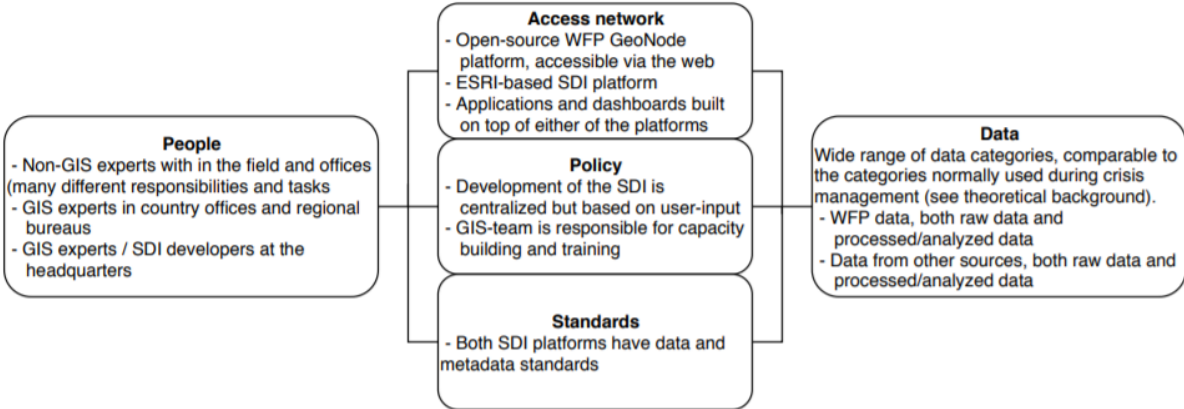 People
- Non-GIS experts with in the field and offices
(many different responsibilities and tasks
- GIS experts in country offices and regional
bureaus
- GIS experts / SDI developers at the
headquarters
Access network
- Open-source WFP GeoNode
platform, accessible via the web
- ESRI-based SDI platform
- Applications and dashboards built
on top of either of the platforms
Policy
- Development of the SDI is
centralized but based on user-input
- GIS-team is responsible for capacity
building and training
Standards
- Both SDI platforms have data and
metadata standards
Data
Wide range of data categories, comparable to
the categories normally used during crisis
management (see theoretical background).
- WFP data, both raw data and
processed/analyzed data
- Data from other sources, both raw data and
processed/analyzed data